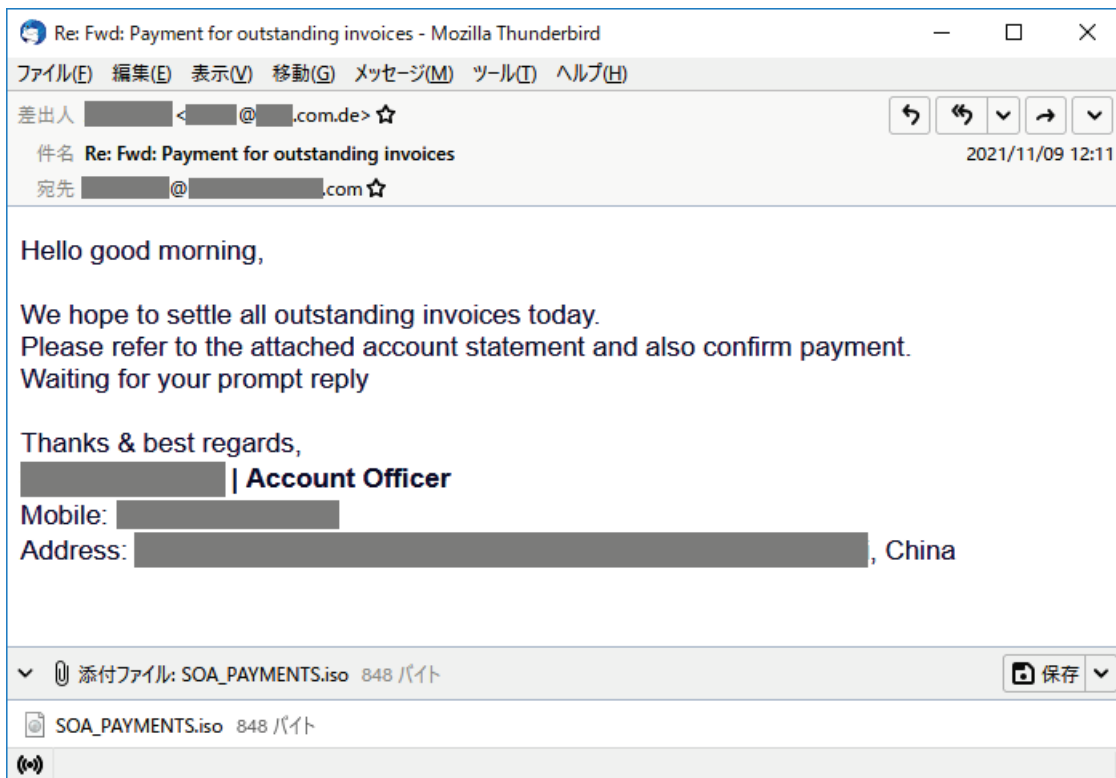 Re: Fwd: Payment for outstanding invoices - Mozilla Thunderbird
ファイル(F) 編集(E) 表示(V) 移動(G) メッセージ(M) ツール(T) ヘルプ(H)
差出人 < @ .com.de>
件名 Re: Fwd: Payment for outstanding invoices 2021/11/09 12:11
宛先 @ .com
Hello good morning,
We hope to settle all outstanding invoices today.
Please refer to the attached account statement and also confirm payment.
Waiting for your prompt reply
Thanks & best regards,
| Account Officer
Mobile:
Address: , China
添付ファイル: SOA_PAYMENTS.iso 848 バイト 保存
SOA_PAYMENTS.iso 848 バイト